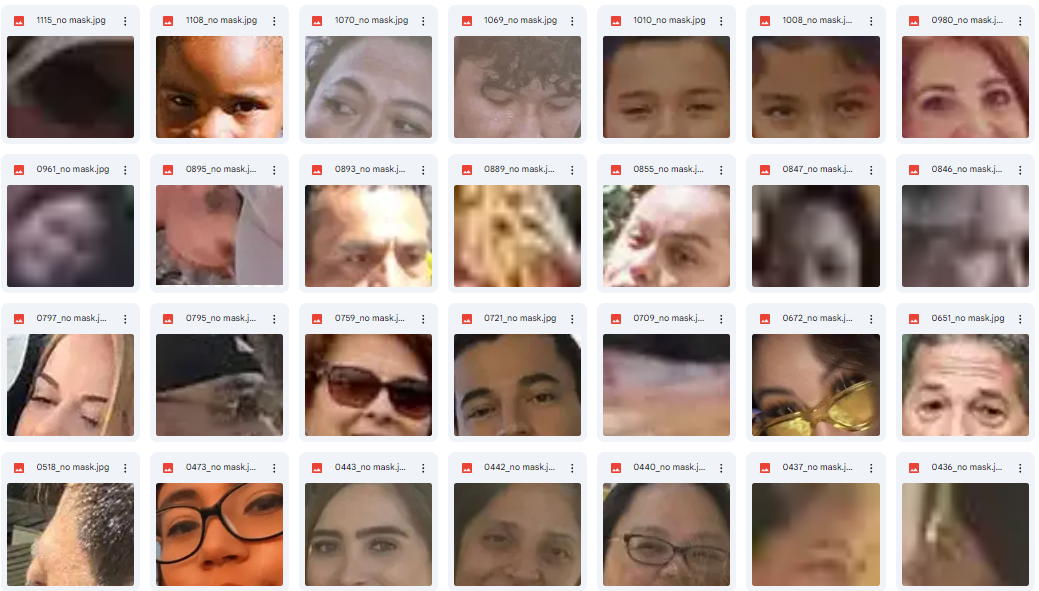 1115_no mask.jpg
1108_no mask.jpg
1070_no mask.jpg
1069_no mask.jpg
1010_no mask.jpg
1008_no mask.j...
0980_no mask.j...
0961_no mask.jpg
0895_no mask.j...
0893_no mask.j...
0889_no mask.j...
0855_no mask.j...
0847_no mask.j...
0846_no mask.j...
0797_no mask.j...
0795_no mask.j...
0759_no mask.j...
0721_no mask.jpg
0709_no mask.j...
0672_no mask.j...
0651_no mask.jpg
0518_no mask.jpg
0473_no mask.j...
0443_no mask.j...
0442_no mask.j...
0440_no mask.j...
0437_no mask.j...
0436_no mask.j...